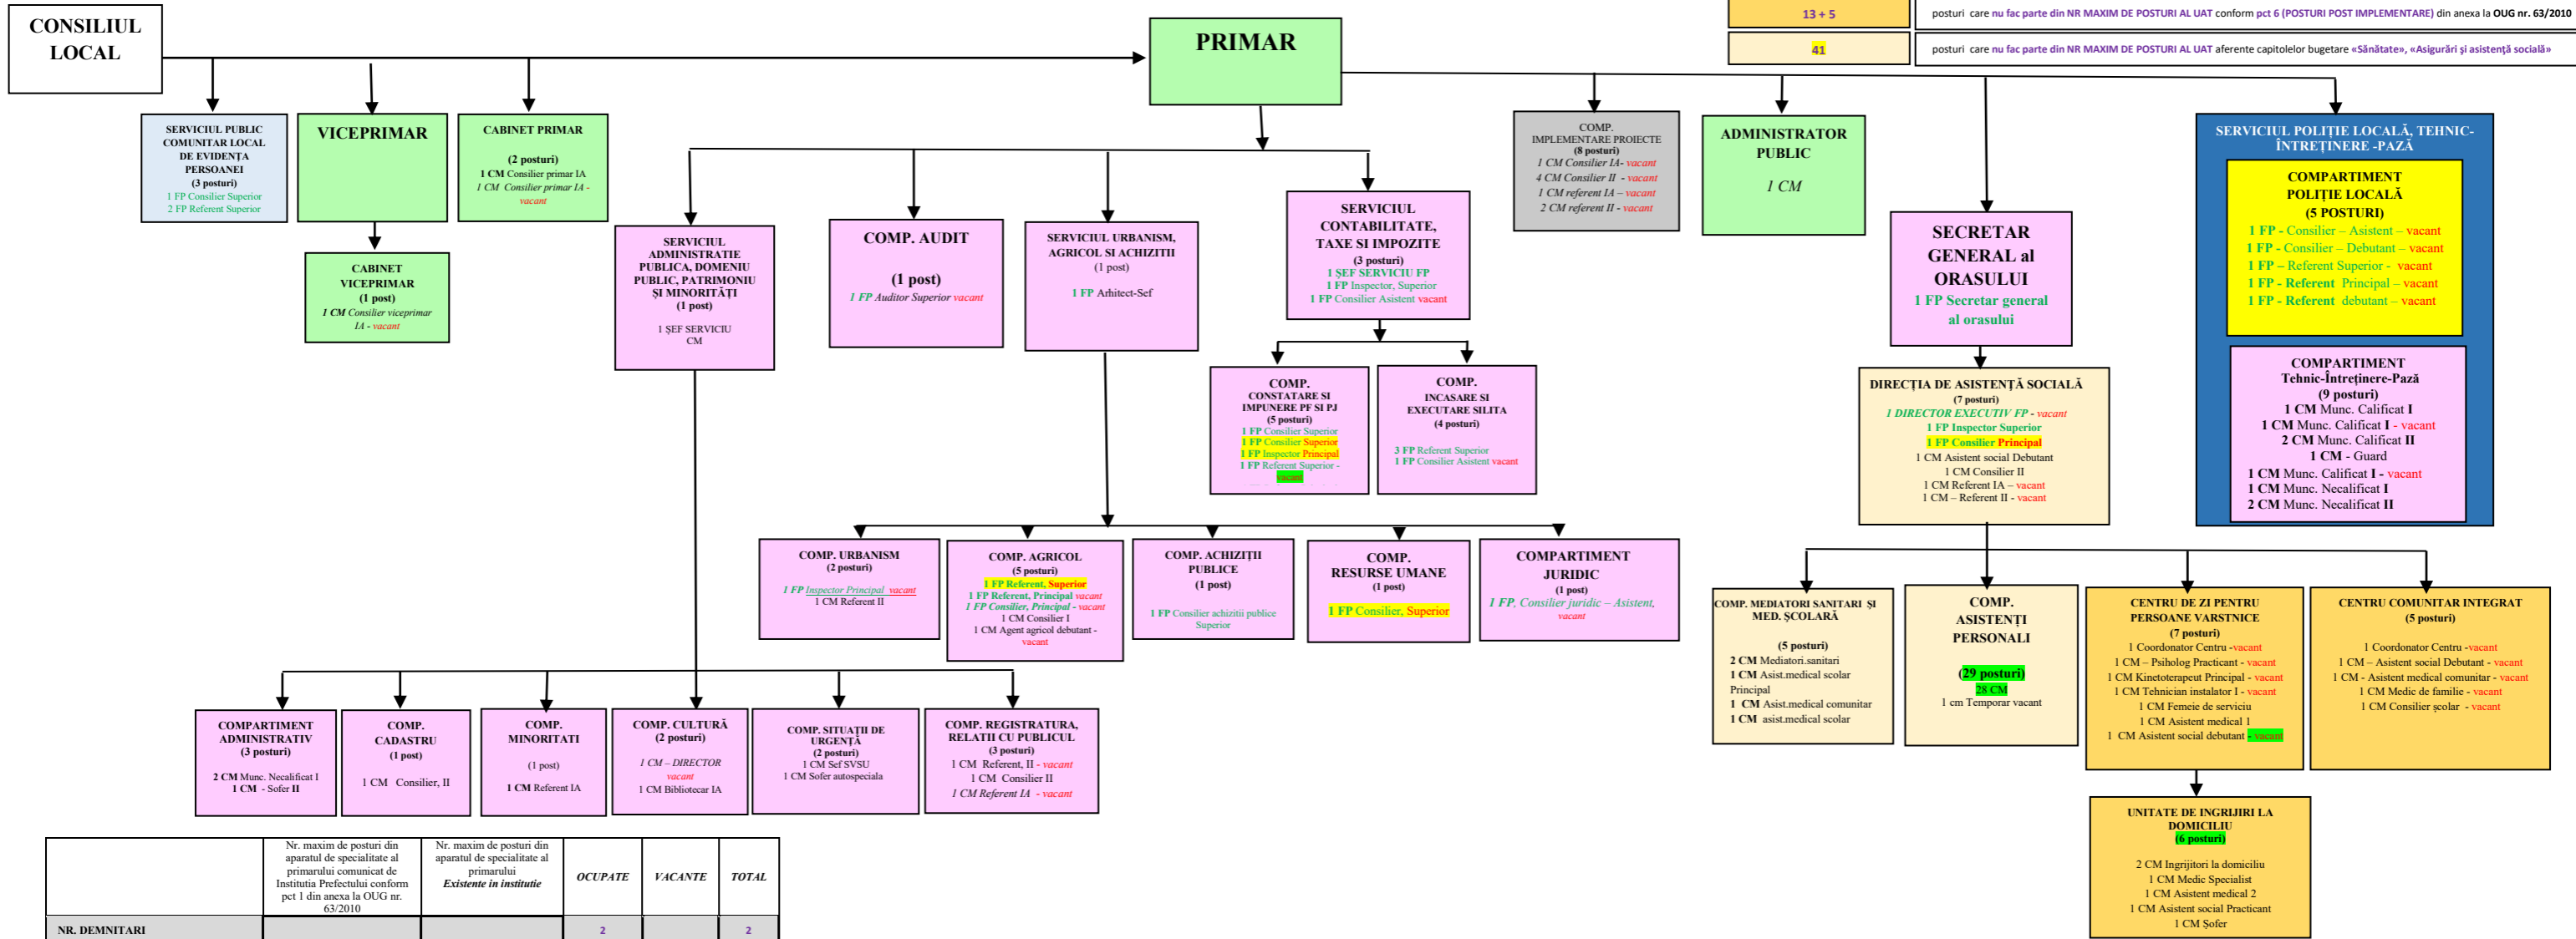 13 + 5
posturi care nu fac parte din NR MAXIM DE POSTURI AL UAT conform pct 6 (POSTURI POST IMPLEMENTARE) din anexa la OUG nr. 63/2010
41
posturi care nu fac parte din NR MAXIM DE POSTURI AL UAT aferente capitolelor bugetare «Sănătate», «Asigurări şi asistenţă socială»
CONSILIUL
LOCAL
PRIMAR
SERVICIUL PUBLIC
COMUNITAR LOCAL
DE EVIDENŢA
PERSOANEI
(3 posturi)
1 FP Consilier Superior
2 FP Referent Superior
VICEPRIMAR
CABINET PRIMAR
(2 posturi)
1 CM Consilier primar IA
1 CM Consilier primar IA -
vacant
CABINET
VICEPRIMAR
(1 post)
1 CM Consilier viceprimar
IA - vacant
SERVICIUL
ADMINISTRATIE
PUBLICA, DOMENIU
PUBLIC, PATRIMONIU
ȘI MINORITĂȚI
(1 post)
1 ȘEF SERVICIU
CM
COMP. AUDIT
(1 post)
1 FP Auditor Superior vacant
SERVICIUL URBANISM,
AGRICOL SI ACHIZITII
(1 post)
1 FP Arhitect-Sef
SERVICIUL
CONTABILITATE,
TAXE SI IMPOZITE
(3 posturi)
1 ȘEF SERVICIU FP
1 FP Inspector, Superior
1 FP Consilier Asistent vacant
COMP.
IMPLEMENTARE PROIECTE
(8 posturi)
1 CM Consilier IA- vacant
4 CM Consilier II - vacant
1 CM referent IA – vacant
2 CM referent II - vacant
ADMINISTRATOR
PUBLIC
1 CM
SECRETAR
GENERAL al
ORASULUI
1 FP Secretar general
al orasului
SERVICIUL POLIȚIE LOCALĂ, TEHNIC-
ÎNTREȚINERE -PAZĂ
COMPARTIMENT
POLIȚIE LOCALĂ
(5 POSTURI)
1 FP - Consilier – Asistent – vacant
1 FP - Consilier – Debutant – vacant
1 FP – Referent Superior - vacant
1 FP - Referent Principal – vacant
1 FP - Referent debutant – vacant
COMPARTIMENT
Tehnic-Întreținere-Pază
(9 posturi)
1 CM Munc. Calificat I
1 CM Munc. Calificat I - vacant
2 CM Munc. Calificat II
1 CM - Guard
1 CM Munc. Calificat I - vacant
1 CM Munc. Necalificat I
2 CM Munc. Necalificat II
COMP.
CONSTATARE SI
IMPUNERE PF SI PJ
(5 posturi)
1 FP Consilier Superior
1 FP Consilier Superior
1 FP Inspector Principal
1 FP Referent Superior -
vacant
COMP.
INCASARE SI
EXECUTARE SILITA
(4 posturi)
3 FP Referent Superior
1 FP Consilier Asistent vacant
DIRECȚIA DE ASISTENȚĂ SOCIALĂ
(7 posturi)
1 DIRECTOR EXECUTIV FP - vacant
1 FP Inspector Superior
1 FP Consilier Principal
1 CM Asistent social Debutant
1 CM Consilier II
1 CM Referent IA – vacant
1 CM – Referent II - vacant
COMP. URBANISM
(2 posturi)
1 FP Inspector Principal vacant
1 CM Referent II
COMP. AGRICOL
(5 posturi)
1 FP Referent, Superior
1 FP Referent, Principal vacant
1 FP Consilier, Principal - vacant
1 CM Consilier I
1 CM Agent agricol debutant -
vacant
COMP. ACHIZIȚII
PUBLICE
(1 post)
1 FP Consilier achizitii publice
Superior
COMP.
RESURSE UMANE
(1 post)
1 FP Consilier, Superior
COMPARTIMENT
JURIDIC
(1 post)
1 FP, Consilier juridic – Asistent,
vacant
COMP. MEDIATORI SANITARI ȘI
MED. ȘCOLARĂ
(5 posturi)
2 CM Mediatori.sanitari
1 CM Asist.medical scolar
Principal
1 CM Asist.medical comunitar
1 CM asist.medical scolar
COMP.
ASISTENȚI
PERSONALI
(29 posturi)
28 CM
1 cm Temporar vacant
CENTRU DE ZI PENTRU
PERSOANE VARSTNICE
(7 posturi)
1 Coordonator Centru -vacant
1 CM – Psiholog Practicant - vacant
1 CM Kinetoterapeut Principal - vacant
1 CM Tehnician instalator I - vacant
1 CM Femeie de serviciu
1 CM Asistent medical 1
1 CM Asistent social debutant - vacant
CENTRU COMUNITAR INTEGRAT
(5 posturi)
1 Coordonator Centru -vacant
1 CM – Asistent social Debutant - vacant
1 CM - Asistent medical comunitar - vacant
1 CM Medic de familie - vacant
1 CM Consilier şcolar - vacant
COMPARTIMENT
ADMINISTRATIV
(3 posturi)
2 CM Munc. Necalificat I
1 CM - Sofer II
COMP.
CADASTRU
(1 post)
1 CM Consilier, II
COMP.
MINORITATI
(1 post)
1 CM Referent IA
COMP. CULTURĂ
(2 posturi)
1 CM – DIRECTOR
vacant
1 CM Bibliotecar IA
COMP. SITUAȚII DE
URGENȚĂ
(2 posturi)
1 CM Sef SVSU
1 CM Sofer autospeciala
COMP. REGISTRATURA,
RELATII CU PUBLICUL
(3 posturi)
1 CM Referent, II - vacant
1 CM Consilier II
1 CM Referent IA - vacant
UNITATE DE INGRIJIRI LA
DOMICILIU
(6 posturi)
2 CM Ingrijitori la domiciliu
1 CM Medic Specialist
1 CM Asistent medical 2
1 CM Asistent social Practicant
1 CM Șofer
Nr. maxim de posturi din
aparatul de specialitate al
primarului comunicat de
Institutia Prefectului conform
pct 1 din anexa la OUG nr.
63/2010
Nr. maxim de posturi din
aparatul de specialitate al
primarului
Existente in institutie
OCUPATE
VACANTE
TOTAL
NR. DEMNITARI
2
2